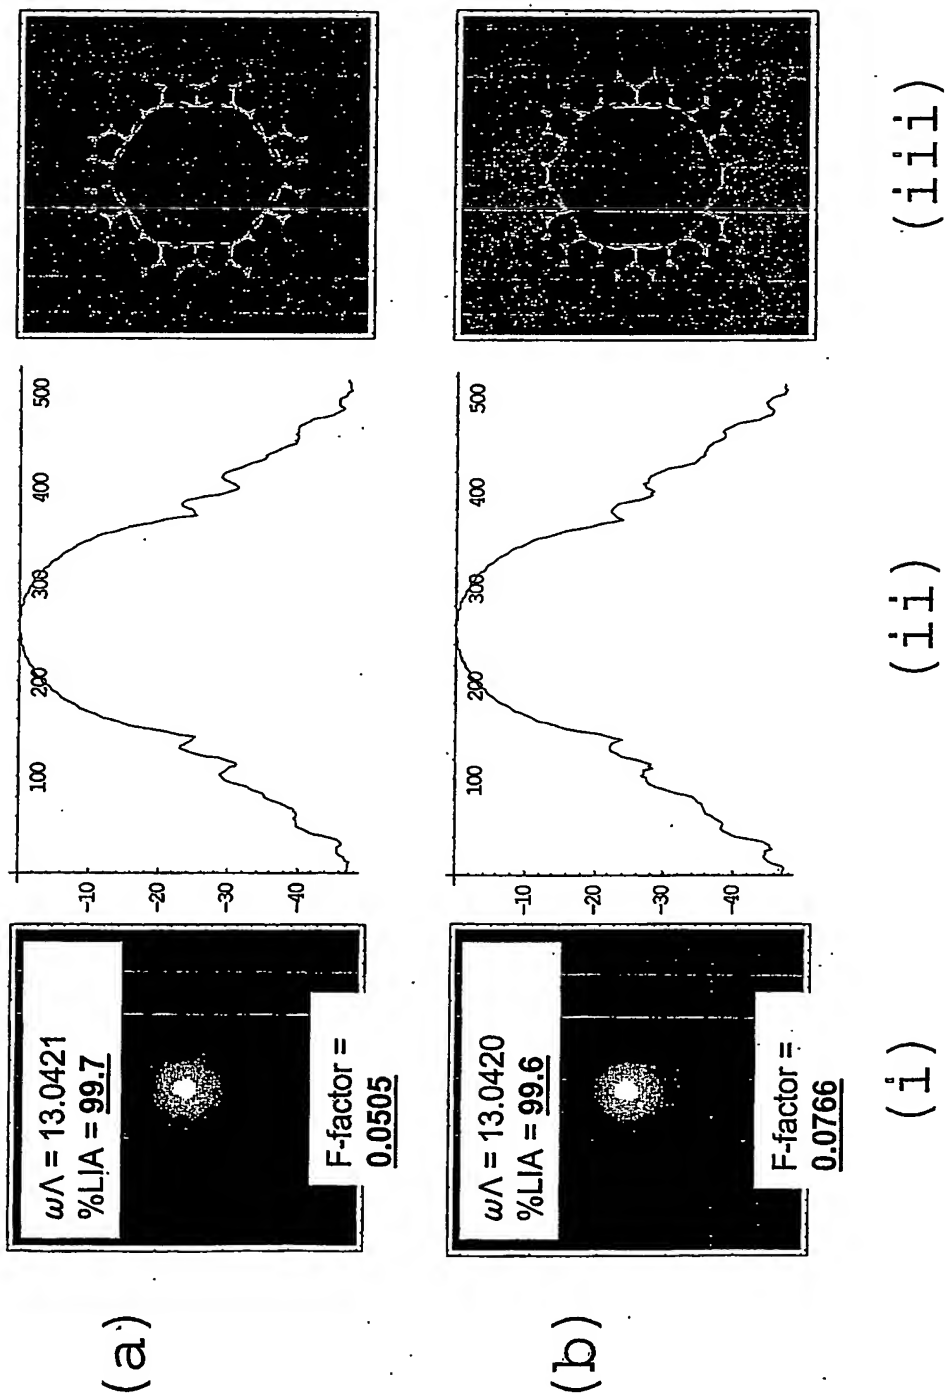 (a)
ωΛ = 13.0421
%LIA = 99.7
F-factor =
0.0505
-10
-20
-30
-40
100
200
300
400
500
(b)
ωΛ = 13.0420
%LIA = 99.6
F-factor =
0.0766
-10
-20
-30
-40
100
200
300
400
500
(i)
(ii)
(iii)